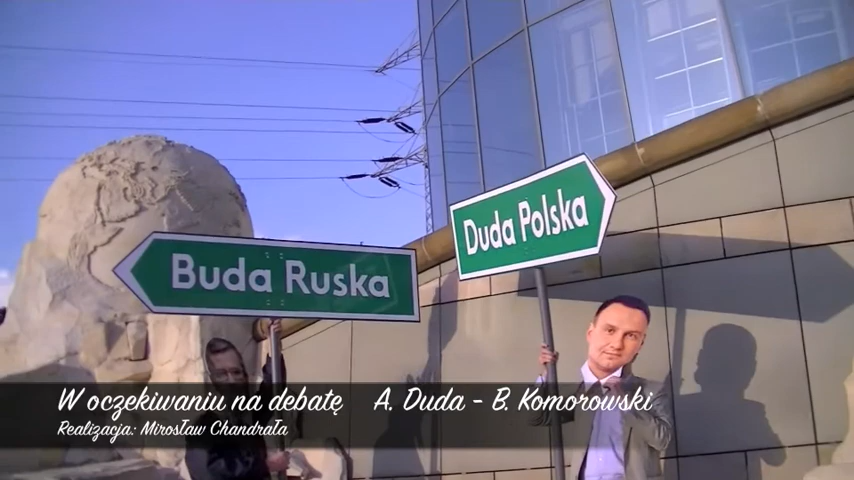 Duda Polska
Buda Ruska
W oczekiwaniu na debatę A. Duda - B. Komorowski
Realizacja: Mirosław Chandrała